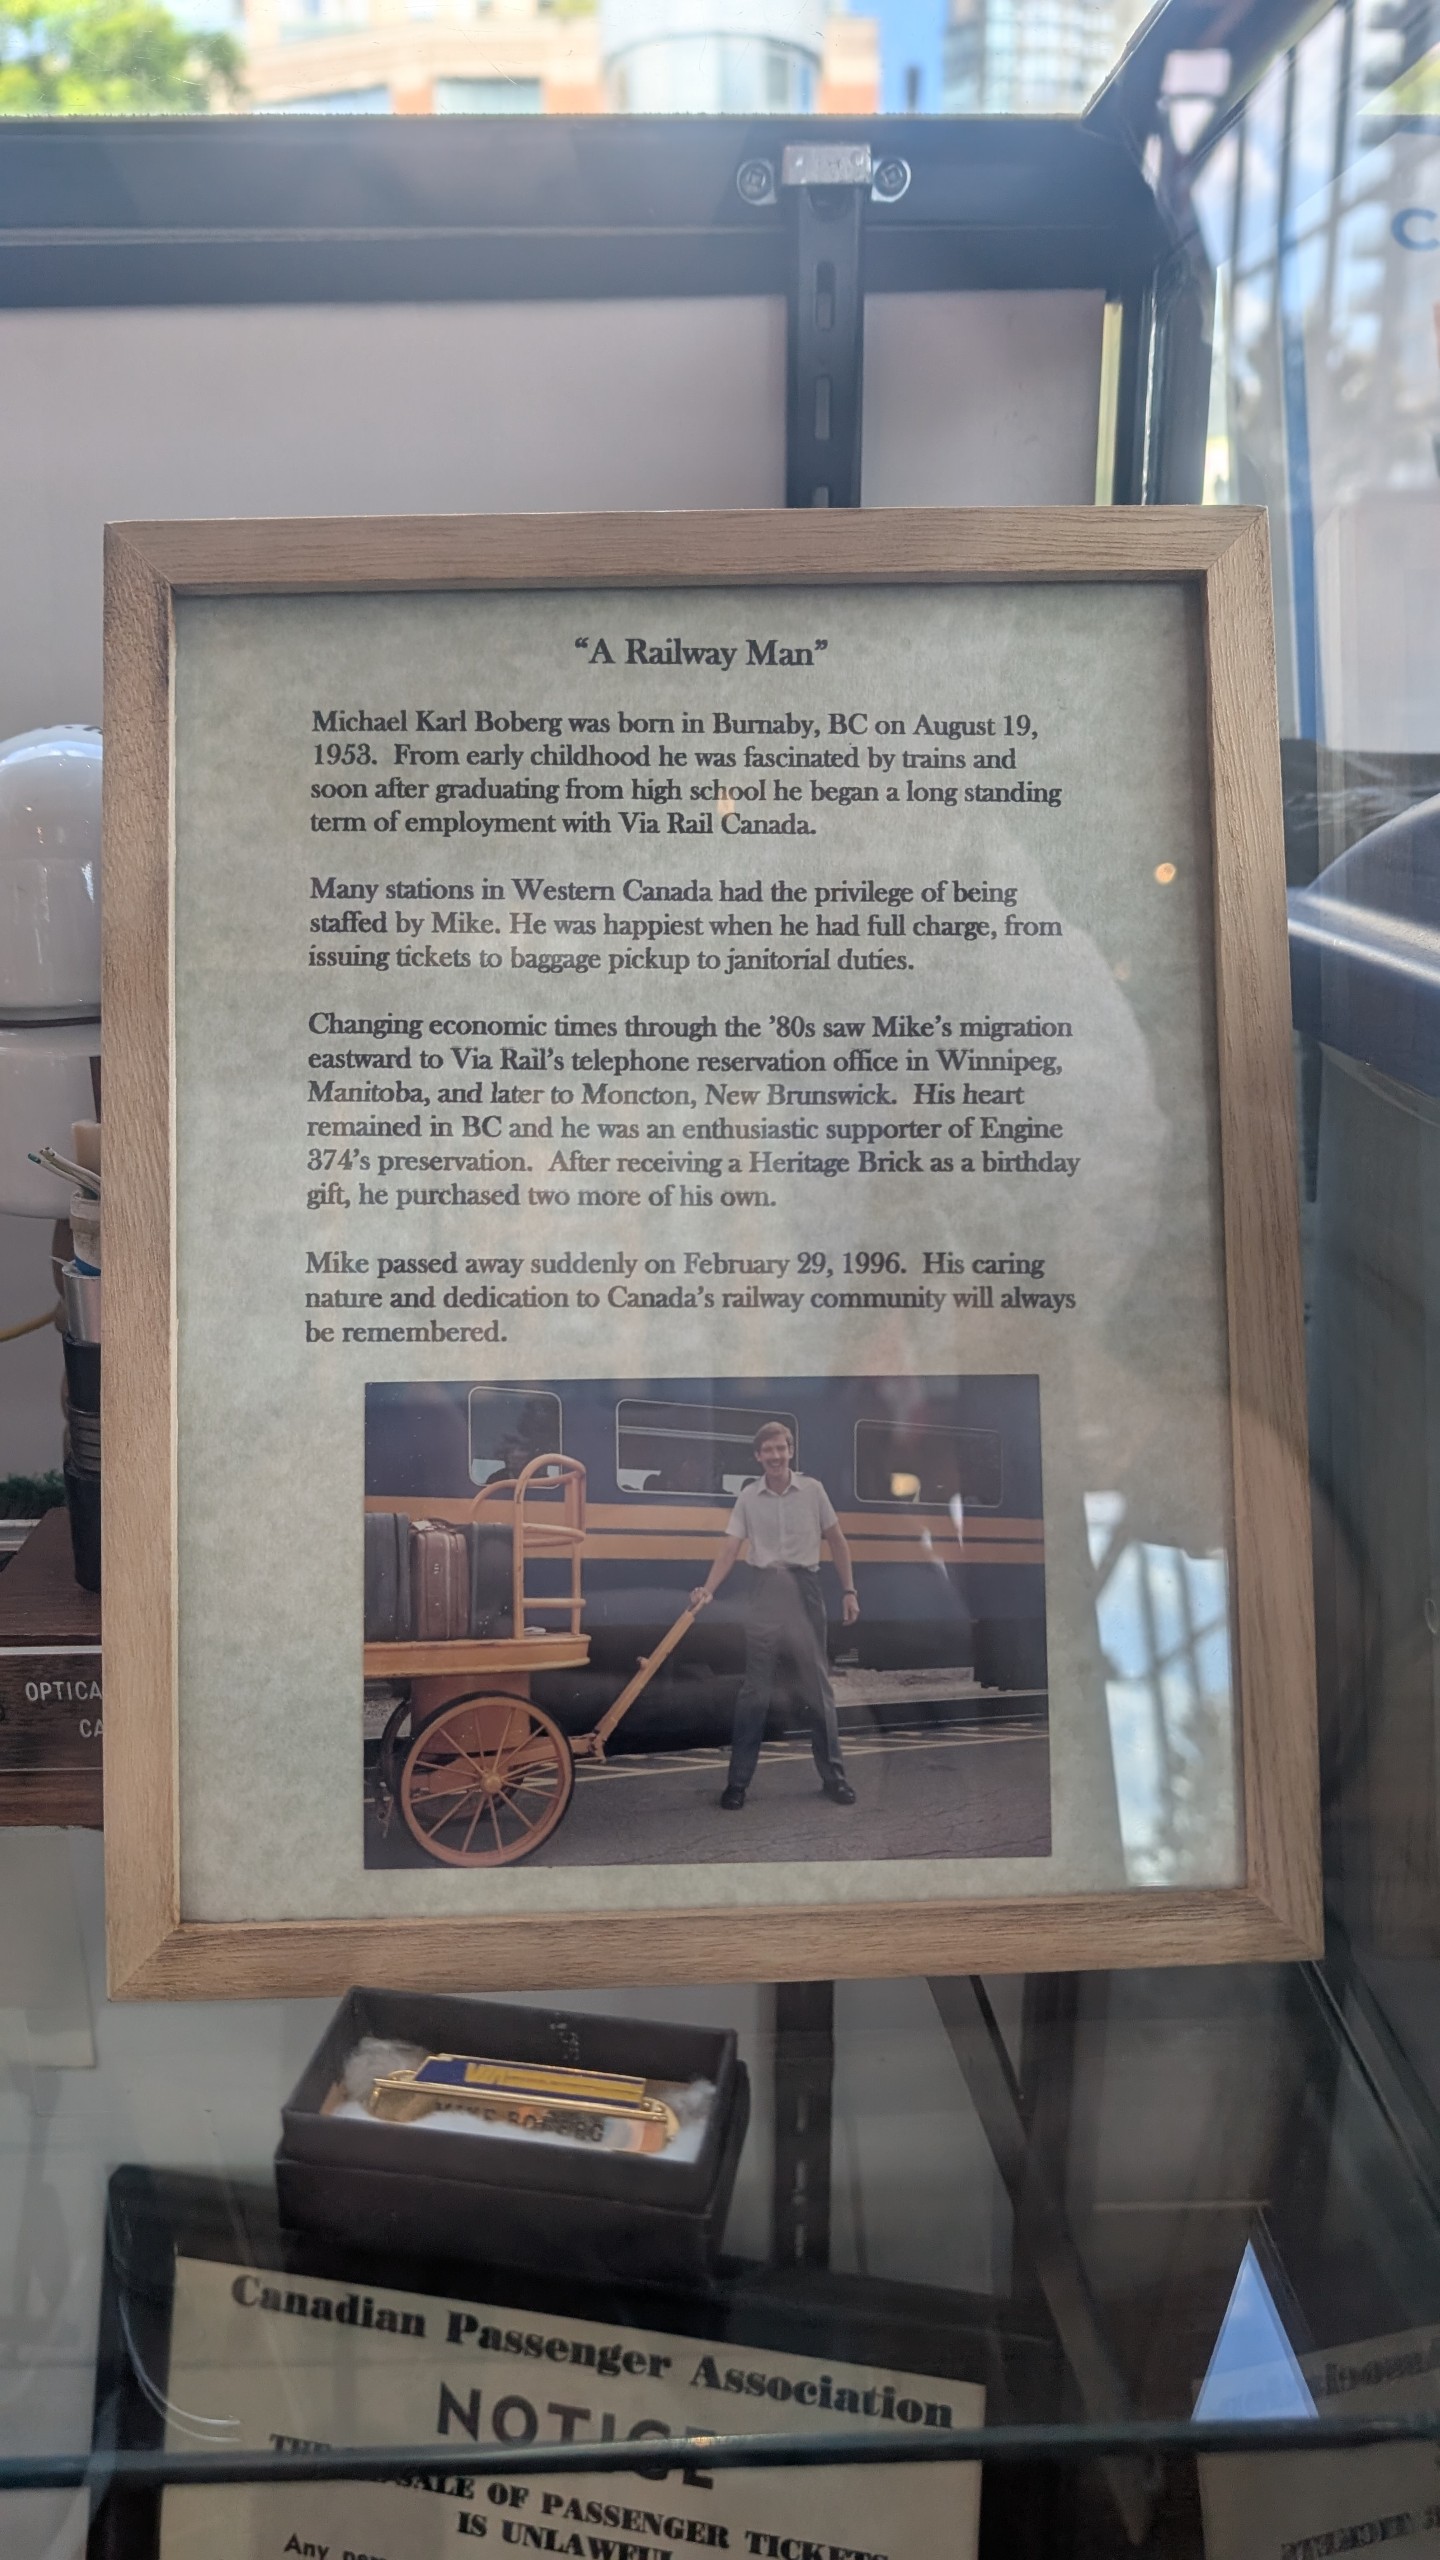 “A Railway Man”
Michael Karl Boberg was born in Burnaby, BC on August 19,
1953. From early childhood he was fascinated by trains and
soon after graduating from high school he began a long standing
term of employment with Via Rail Canada.
Many stations in Western Canada had the privilege of being
staffed by Mike. He was happiest when he had full charge, from
issuing tickets to baggage pickup to janitorial duties.
Changing economic times through the ’80s saw Mike’s migration
eastward to Via Rail’s telephone reservation office in Winnipeg,
Manitoba, and later to Moncton, New Brunswick. His heart
remained in BC and he was an enthusiastic supporter of Engine
374’s preservation. After receiving a Heritage Brick as a birthday
gift, he purchased two more of his own.
Mike passed away suddenly on February 29, 1996. His caring
nature and dedication to Canada’s railway community will always
be remembered.
OPTICA
CA
VIA
MIKE BOBERG
Canadian Passenger Association
NOTICE
THE SALE OF PASSENGER TICKETS
IS UNLAWFUL
Any